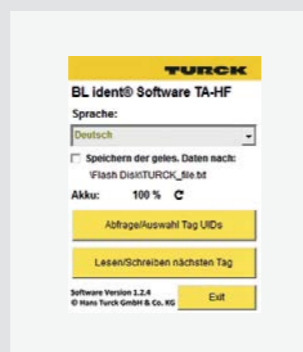 TURCK
BL ident® Software TA-HF
Sprache:
Deutsch
Speichern der geles. Daten nach:
\Flash Disk\TURCK_file.txt
Akku: 100 %
Abfrage/Auswahl Tag UIDs
Lesen/Schreiben nächsten Tag
Software Version 1.2.4
© Hans Turck GmbH & Co. KG
Exit